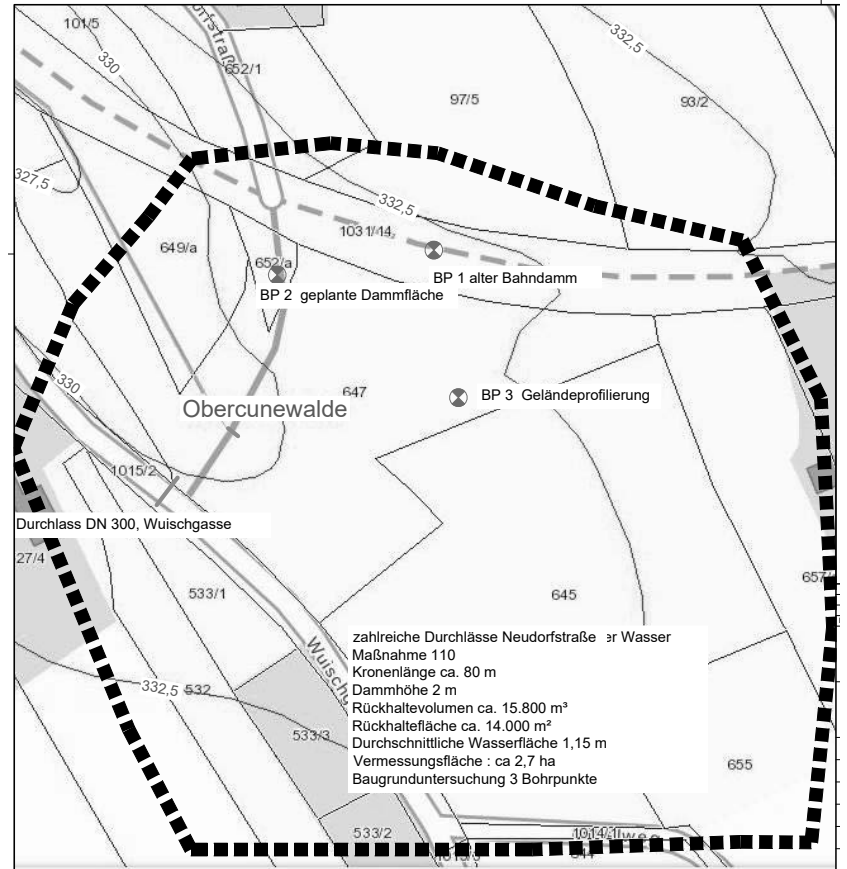 101/5
652/1
332,5
330
97/5
93/2
327,5
332,5
1031/44
649/a
652/a
BP 1 alter Bahndamm
BP 2 geplante Dammfläche
330
647
BP 3 Geländeprofilierung
Obercunewalde
1015/2
Durchlass DN 300, Wuischgasse
27/4
533/1
645
zahlreiche Durchlässe Neudorfstraße er Wasser
Maßnahme 110
Kronenlänge ca. 80 m
Dammhöhe 2 m
Rückhaltevolumen ca. 15.800 m³
Rückhaltefläche ca. 14.000 m²
Durchschnittliche Wasserfläche 1,15 m
Vermessungsfläche : ca 2,7 ha
Baugrunduntersuchung 3 Bohrpunkte
332,5
532
533/3
655
533/2